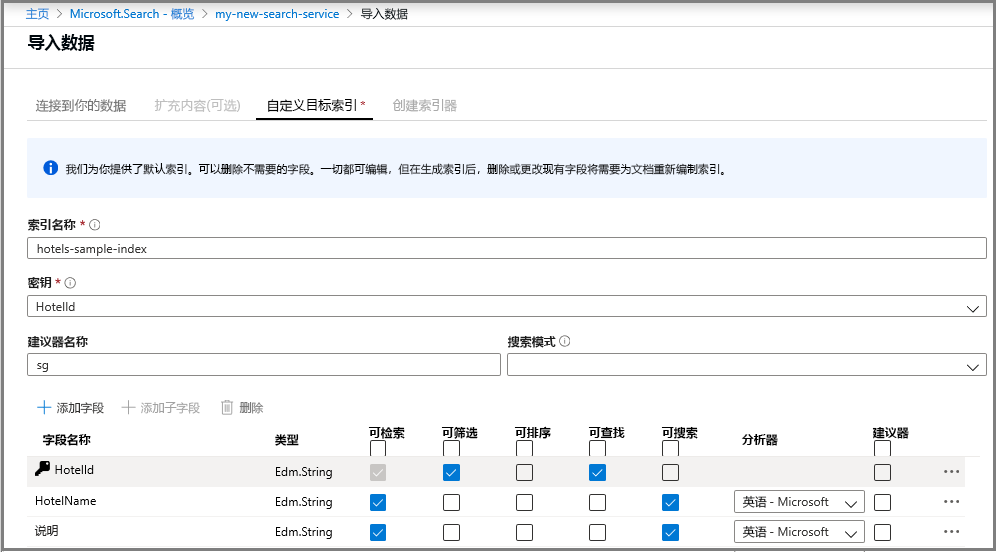 主页 > Microsoft.Search - 概览 > my-new-search-service > 导入数据
导入数据
连接到你的数据 扩充内容(可选) 自定义目标索引* 创建索引器
我们为你提供了默认索引。可以删除不需要的字段。一切都可编辑，但在生成索引后，删除或更改现有字段将需要为文档重新编制索引。
索引名称 *
hotels-sample-index
密钥 *
HotelId
建议器名称 搜索模式
sg
添加字段 添加子字段 删除
字段名称 类型 可检索 可筛选 可排序 可查找 可搜索 分析器 建议器
HotelId Edm.String
HotelName Edm.String 英语 - Microsoft
说明 Edm.String 英语 - Microsoft